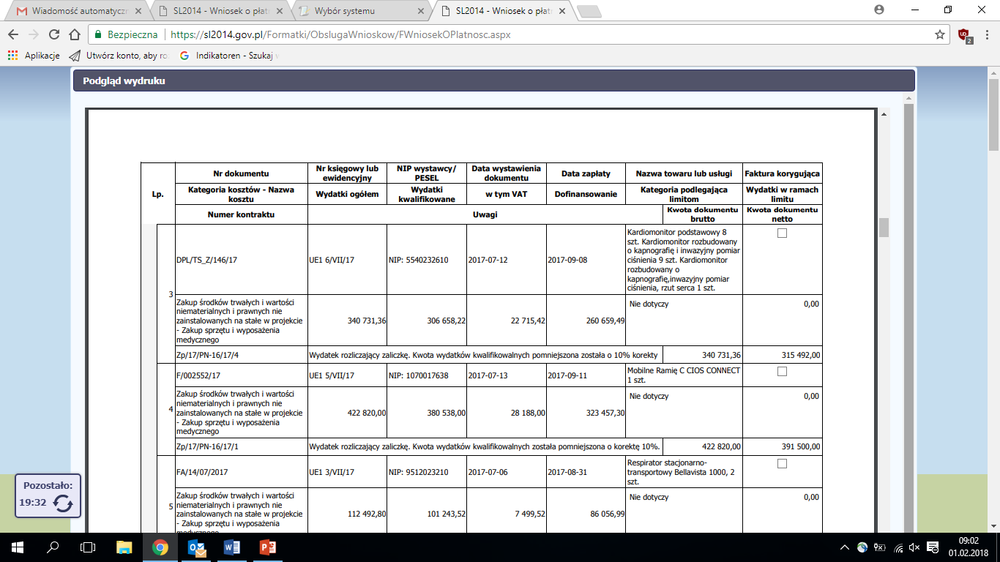 Wiadomość automatyczn
SL2014 - Wniosek o płat
Wybór systemu
SL2014 - Wniosek o płat
Bezpieczna
https://sl2014.gov.pl/Formatki/ObslugaWnioskow/FWniosekOPlatnosc.aspx
2
Aplikacje
Utwórz konto, aby ro
Indikatoren - Szukaj
Podgląd wydruku
Lp.
Nr dokumentu
Nr księgowy lub
ewidencyjny
NIP wystawcy/
PESEL
Data wystawienia
dokumentu
Data zapłaty
Nazwa towaru lub usługi
Faktura korygująca
Kategoria kosztów - Nazwa
kosztu
Wydatki ogółem
Wydatki
kwalifikowane
w tym VAT
Dofinansowanie
Kategoria podlegająca
limitom
Wydatki w ramach
limitu
Numer kontraktu
Uwagi
Kwota dokumentu
brutto
Kwota dokumentu
netto
3
DPL/TS_Z/146/17
UE1 6/VII/17
NIP: 5540232610
2017-07-12
2017-09-08
Kardiomonitor podstawowy 8
szt. Kardiomonitor rozbudowany
o kapnografię i inwazyjny pomiar
ciśnienia 9 szt. Kardiomonitor
rozbudowany o
kapnografię,inwazyjny pomiar
ciśnienia, rzut serca 1 szt.
Zakup środków trwałych i wartości
niematerialnych i prawnych nie
zainstalowanych na stałe w projekcie
- Zakup sprzętu i wyposażenia
medycznego
340 731,36
306 658,22
22 715,42
260 659,49
Nie dotyczy
0,00
Zp/17/PN-16/17/4
Wydatek rozliczający zaliczkę. Kwota wydatków kwalifikowalnych pomniejszona została o 10% korekty
340 731,36
315 492,00
4
F/002552/17
UE1 5/VII/17
NIP: 1070017638
2017-07-13
2017-09-11
Mobilne Ramię C CIOS CONNECT
1 szt.
Zakup środków trwałych i wartości
niematerialnych i prawnych nie
zainstalowanych na stałe w projekcie
- Zakup sprzętu i wyposażenia
medycznego
422 820,00
380 538,00
28 188,00
323 457,30
Nie dotyczy
0,00
Zp/17/PN-16/17/1
Wydatek rozliczający zaliczkę. Kwota wydatków kwalifikowalnych została pomniejszona o korektę 10%.
422 820,00
391 500,00
5
FA/14/07/2017
UE1 3/VII/17
NIP: 9512023210
2017-07-06
2017-08-31
Respirator stacjonarno-
transportowy Bellavista 1000, 2
szt.
Zakup środków trwałych i wartości
niematerialnych i prawnych nie
zainstalowanych na stałe w projekcie
- Zakup sprzętu i wyposażenia
medycznego
112 492,80
101 243,52
7 499,52
86 056,99
Nie dotyczy
0,00
Pozostało:
19:32
09:02
01.02.2018